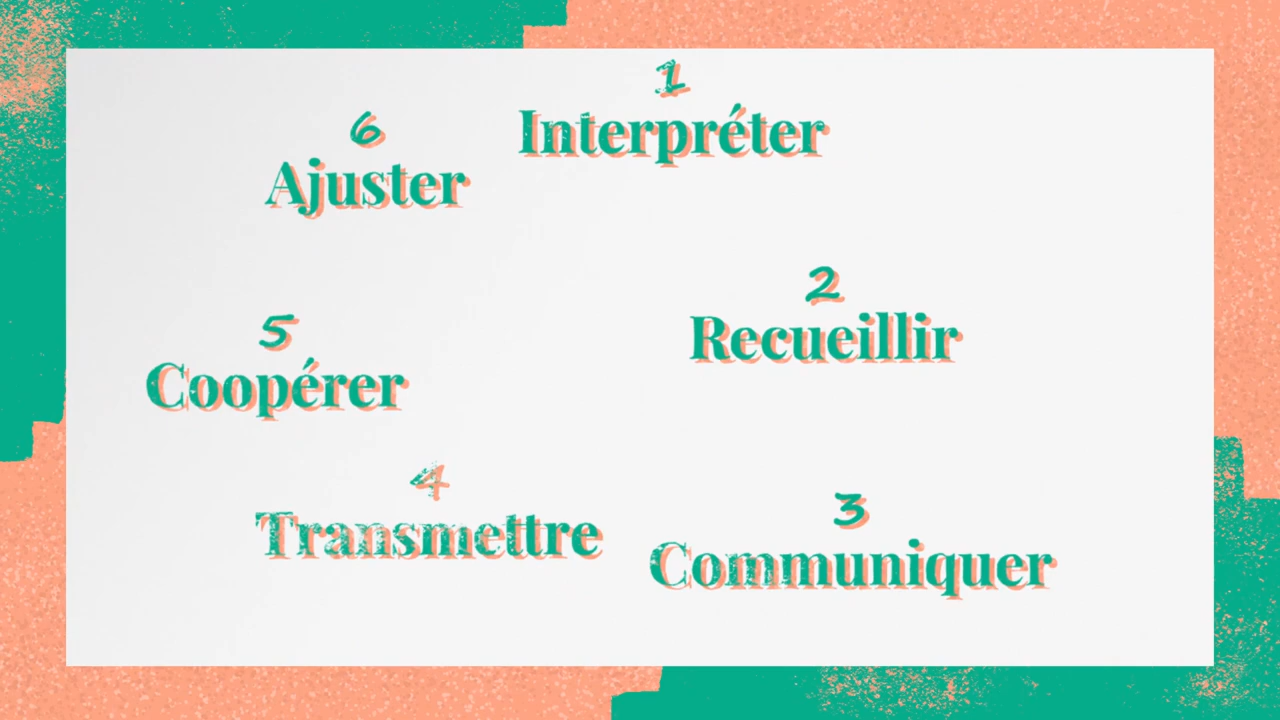 1
Interpréter
2
Recueillir
3
Communiquer
4
Transmettre
5
Coopérer
6
Ajuster